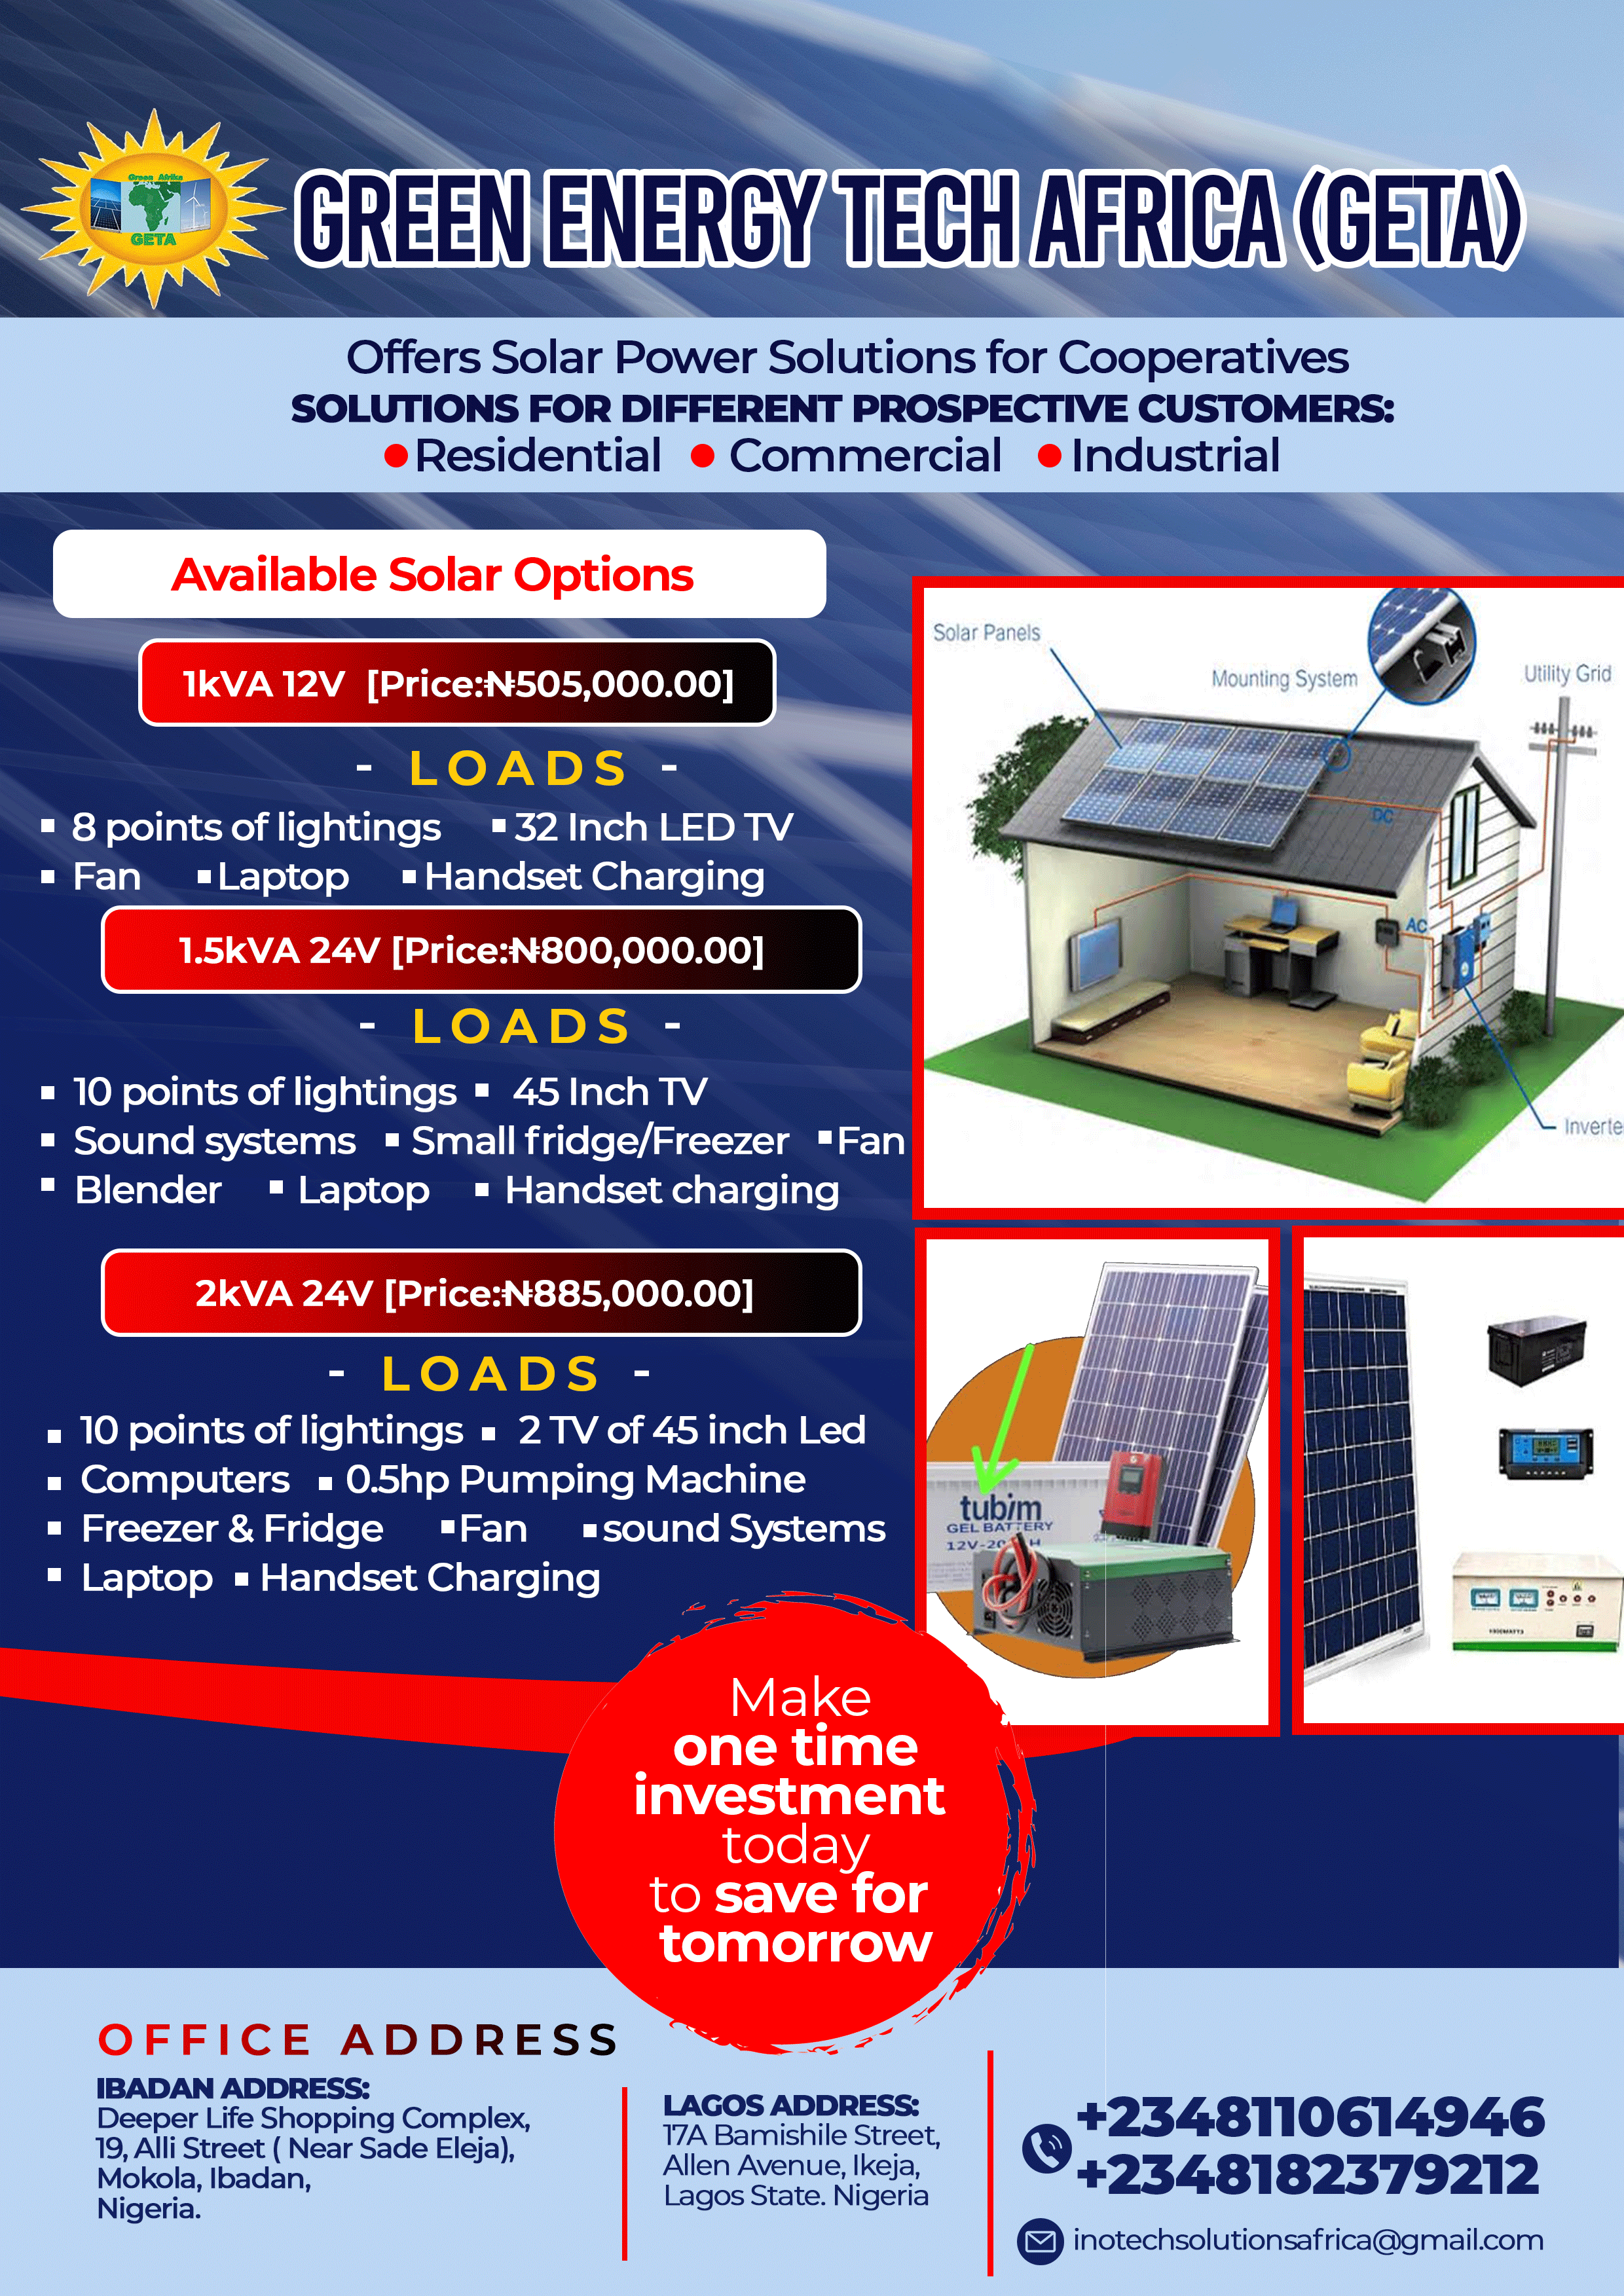 Green Afrika
GETA
GREEN ENERGY TECH AFRICA (GETA)
Offers Solar Power Solutions for Cooperatives
SOLUTIONS FOR DIFFERENT PROSPECTIVE CUSTOMERS:
● Residential ● Commercial ● Industrial
Available Solar Options
1kVA 12V [Price:₦505,000.00]
- LOADS -
▪ 8 points of lightings ▪ 32 Inch LED TV
▪ Fan ▪ Laptop ▪ Handset Charging
1.5kVA 24V [Price:₦800,000.00]
- LOADS -
▪ 10 points of lightings ▪ 45 Inch TV
▪ Sound systems ▪ Small fridge/Freezer ▪ Fan
▪ Blender ▪ Laptop ▪ Handset charging
2kVA 24V [Price:₦885,000.00]
- LOADS -
▪ 10 points of lightings ▪ 2 TV of 45 inch Led
▪ Computers ▪ 0.5hp Pumping Machine
▪ Freezer & Fridge ▪ Fan ▪ sound Systems
▪ Laptop ▪ Handset Charging
Solar Panels
Mounting System
Utility Grid
DC
AC
Inverte
tubim
GEL BATTERY
Make
one time
investment
today
to save for
tomorrow
OFFICE ADDRESS
IBADAN ADDRESS:
Deeper Life Shopping Complex,
19, Alli Street ( Near Sade Eleja),
Mokola, Ibadan,
Nigeria.
LAGOS ADDRESS:
17A Bamishile Street,
Allen Avenue, Ikeja,
Lagos State. Nigeria
+2348110614946
+2348182379212
inotechsolutionsafrica@gmail.com